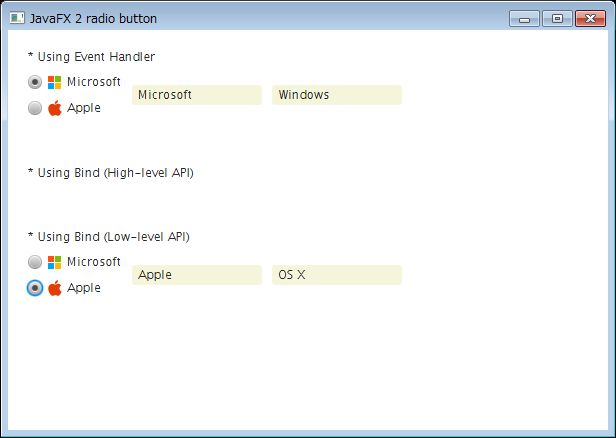 JavaFX 2 radio button
* Using Event Handler
Microsoft
Apple
Microsoft Windows
* Using Bind (High-level API)
* Using Bind (Low-level API)
Microsoft
Apple
Apple OS X